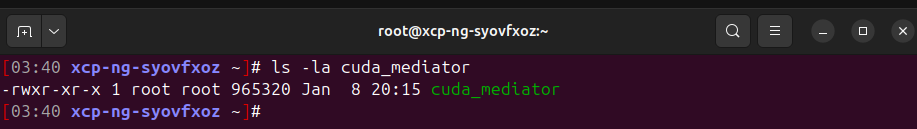 root@xcp-ng-syovfxoz:~
[03:40 xcp-ng-syovfxoz ~]# ls -la cuda_mediator
-rwxr-xr-x 1 root root 965320 Jan  8 20:15 cuda_mediator
[03:40 xcp-ng-syovfxoz ~]#